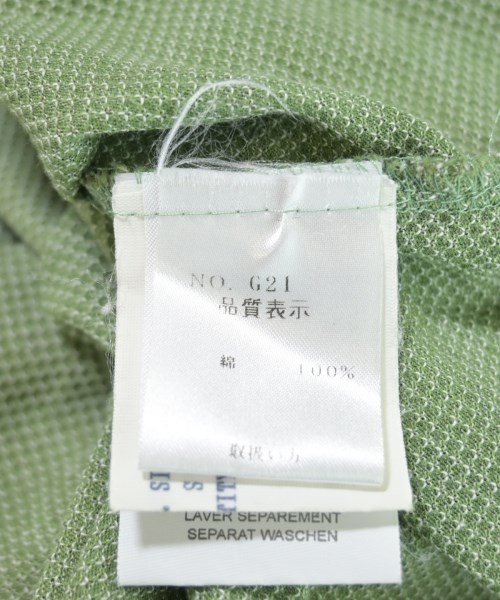 NO. G21
品質表示
綿 100%
取扱い方
LAVER SEPAREMENT
SEPARAT WASCHEN